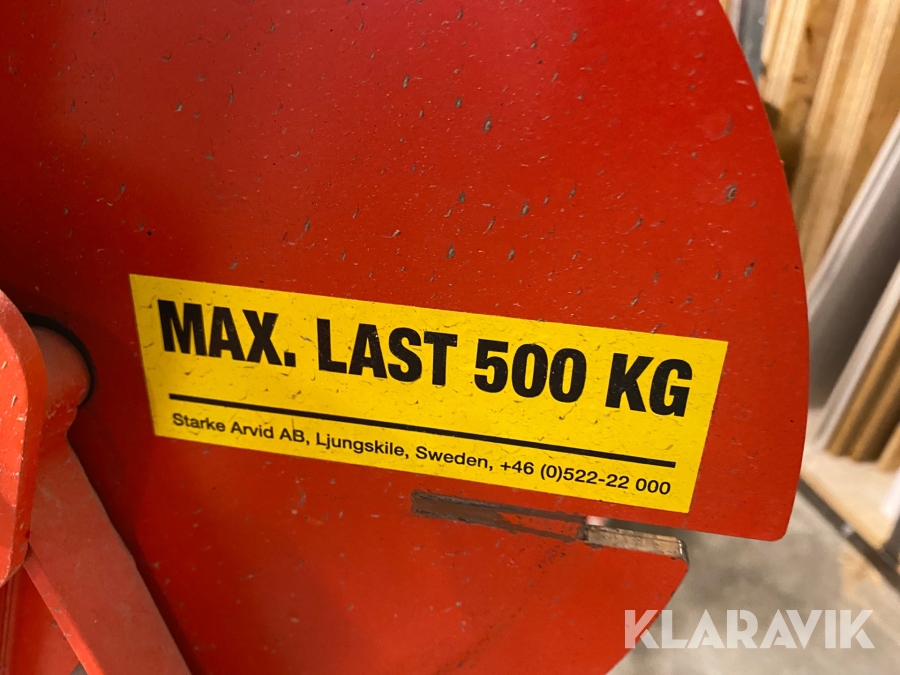 MAX. LAST 500 KG
Starke Arvid AB, Ljungskile, Sweden, +46 (0)522-22 000
KLARAVIK